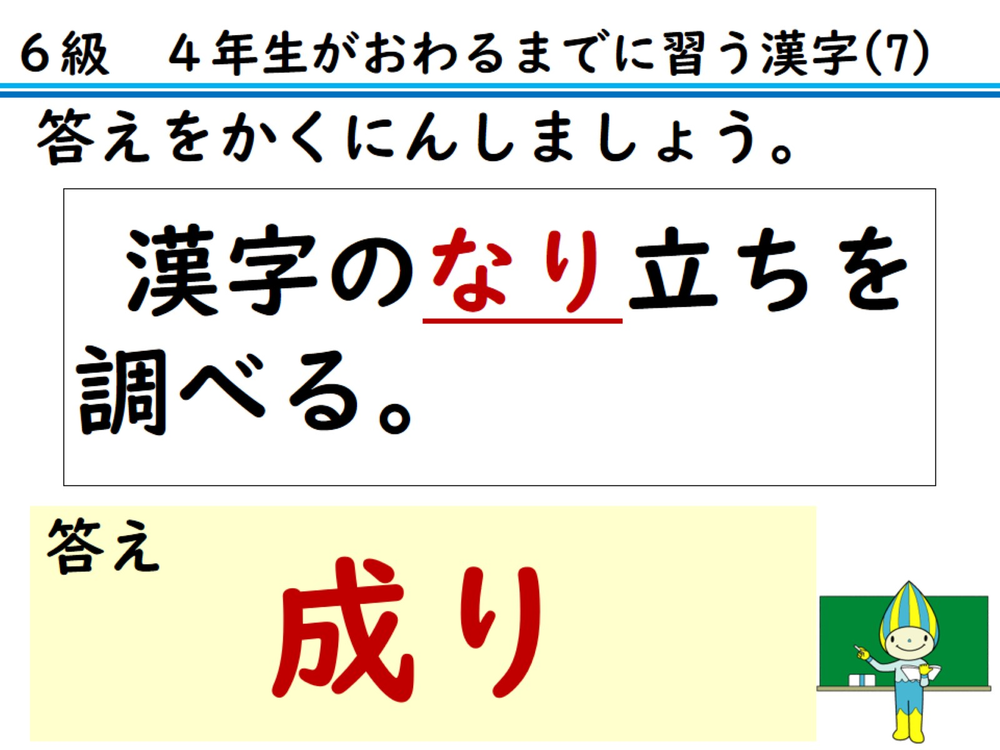 ６級　４年生がおわるまでに習う漢字(7)
答えをかくにんしましょう。
漢字のなり立ちを
調べる。
答え
成り